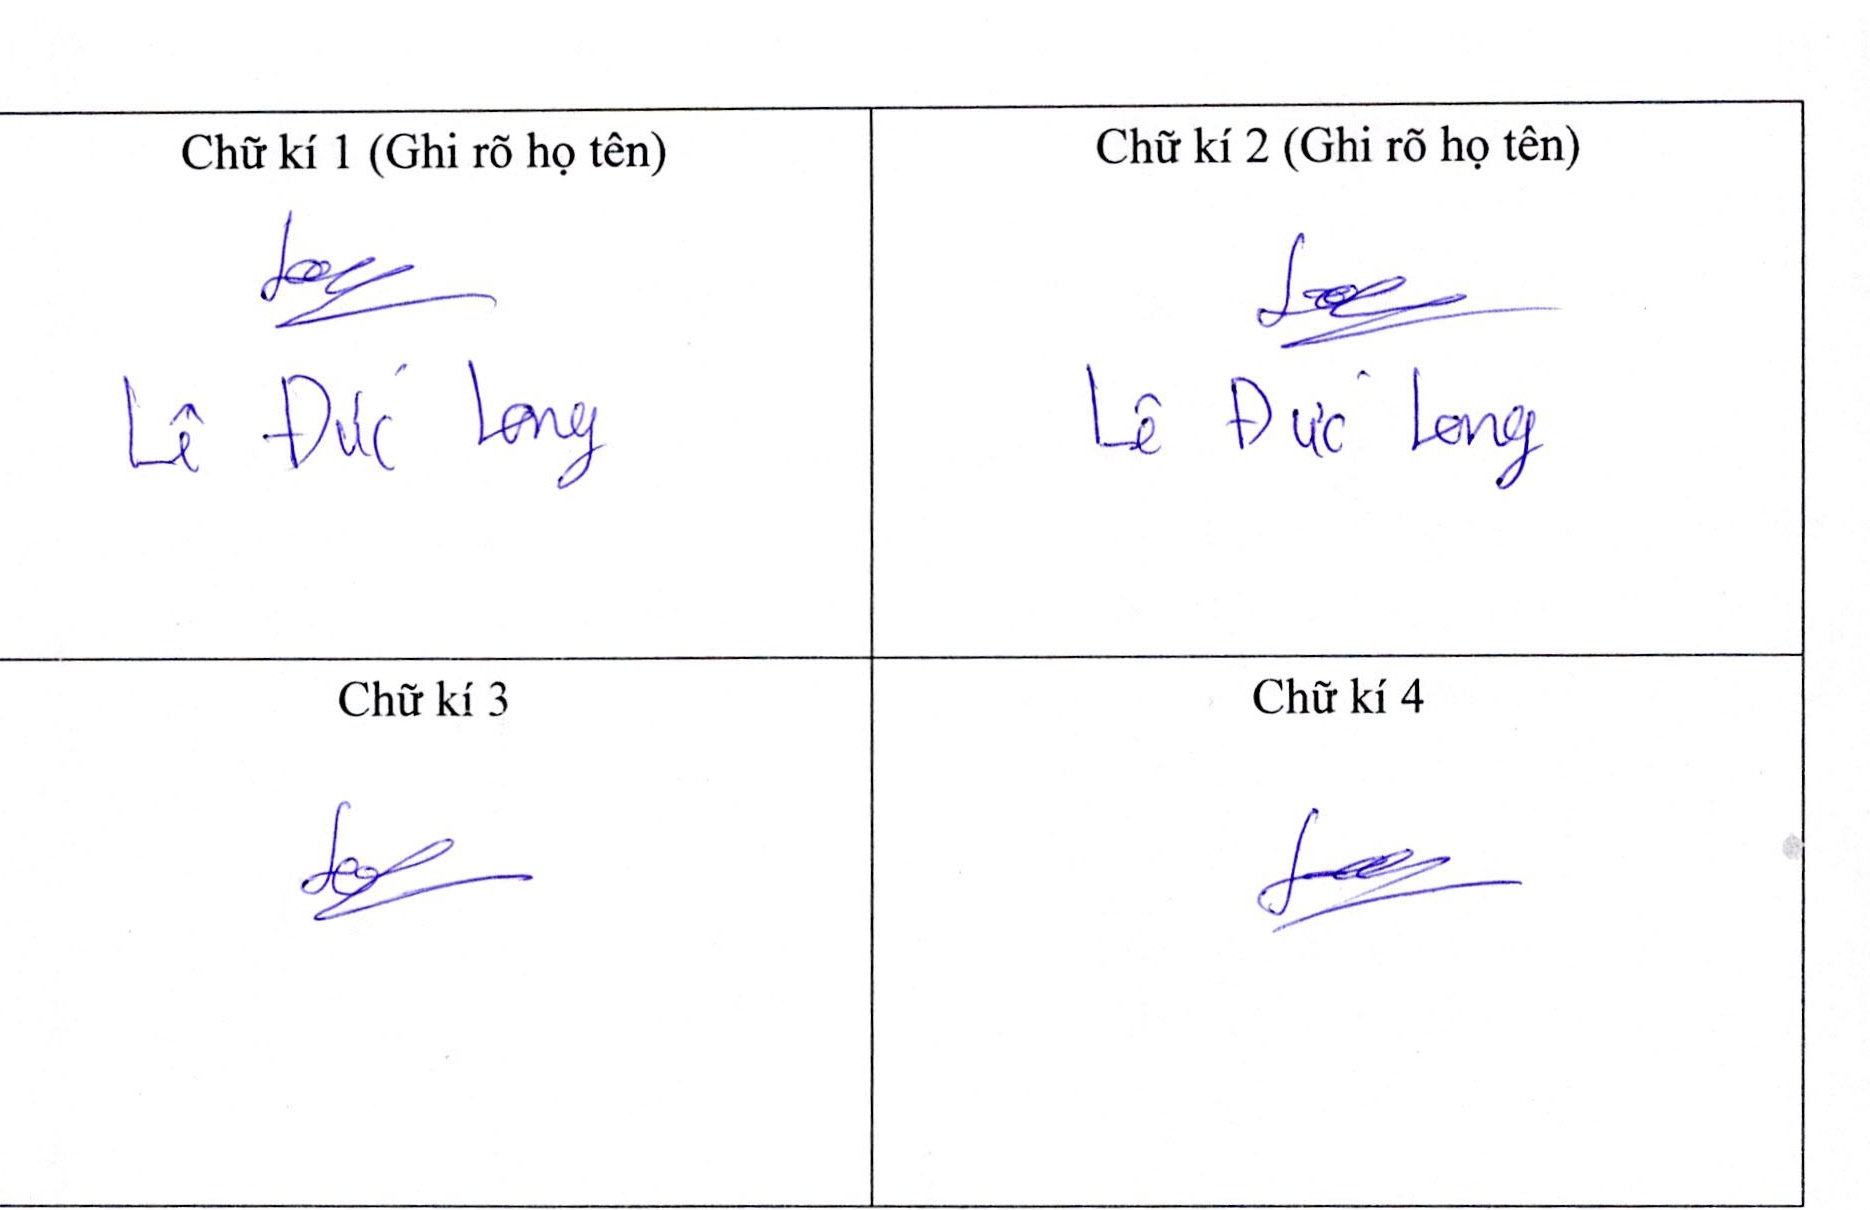 Chữ kí 1 (Ghi rõ họ tên)
Lê Đức Long
Chữ kí 2 (Ghi rõ họ tên)
Lê Đức Long
Chữ kí 3
Chữ kí 4